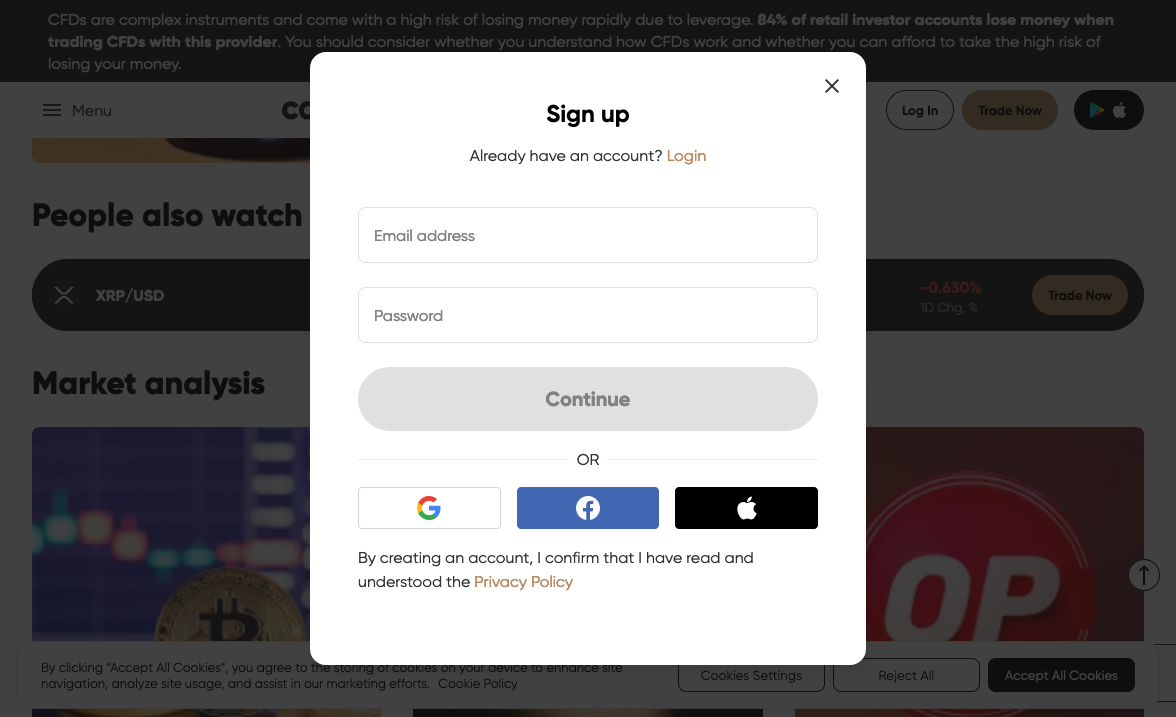 CFDs are complex instruments and come with a high risk of losing money rapidly due to leverage. 84% of retail investor accounts lose money when
trading CFDs with this provider. You should consider whether you understand how CFDs work and whether you can afford to take the high risk of
losing your money.
Menu
Log In
Trade Now
Sign up
Already have an account? Login
Email address
Password
Continue
OR
By creating an account, I confirm that I have read and
understood the Privacy Policy
People also watch
XRP/USD
-0.630%
1D Chg, %
Trade Now
Market analysis
OP
By clicking “Accept All Cookies”, you agree to the storing of cookies on your device to enhance site
navigation, analyze site usage, and assist in our marketing efforts. Cookie Policy
Cookies Settings
Reject All
Accept All Cookies